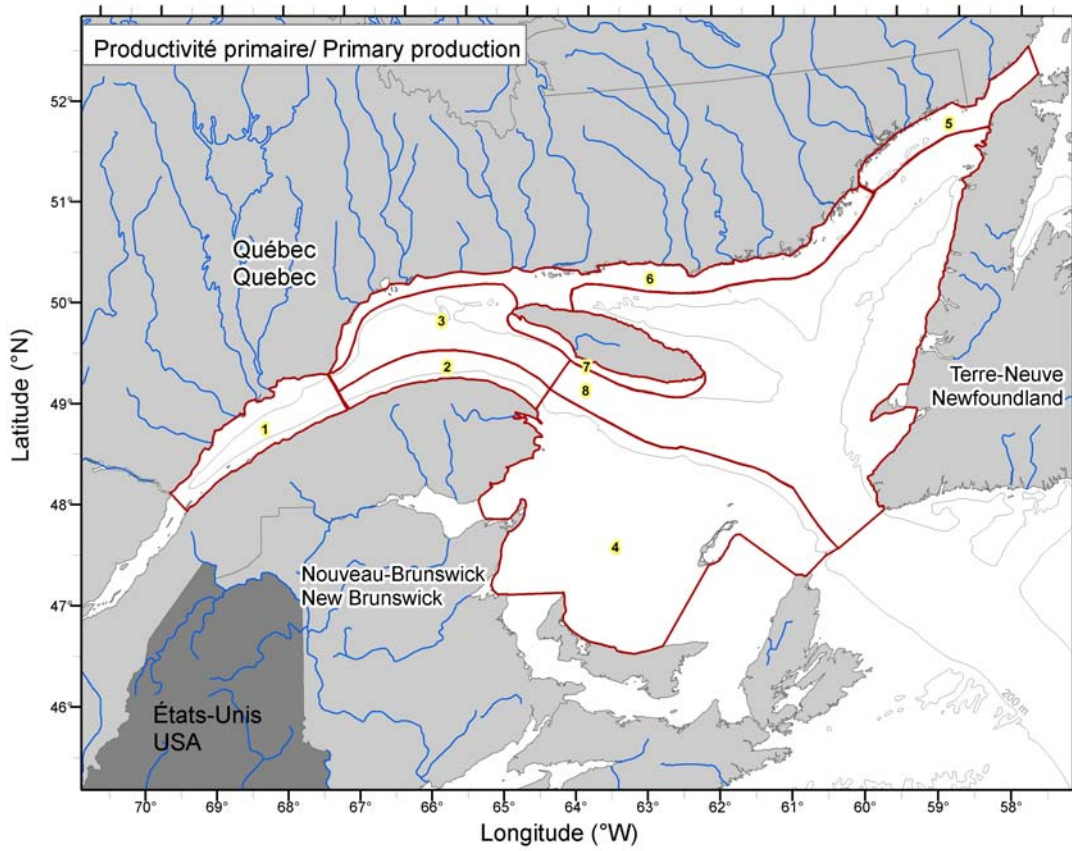 Productivité primaire/ Primary production
52°
51°
50°
49°
48°
47°
46°
Latitude (°N)
Québec
Quebec
5
6
3
7
2
8
1
4
Terre-Neuve
Newfoundland
Nouveau-Brunswick
New Brunswick
États-Unis
USA
200 m
70° 69° 68° 67° 66° 65° 64° 63° 62° 61° 60° 59° 58°
Longitude (°W)